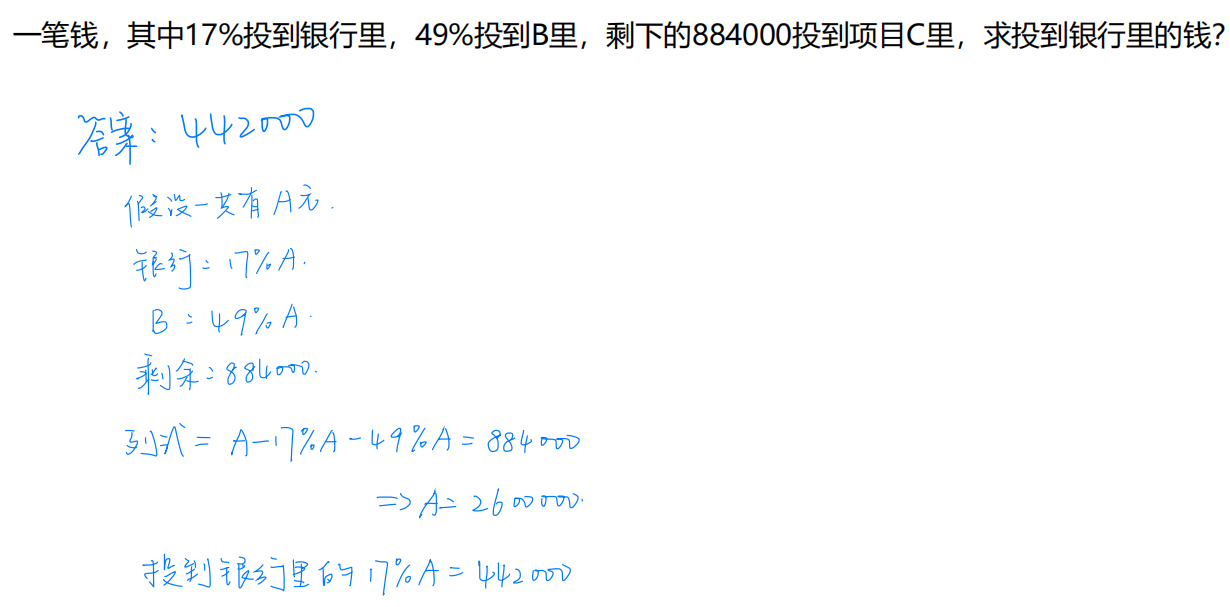 一笔钱，其中17%投到银行里，49%投到B里，剩下的884000投到项目C里，求投到银行里的钱?
答案：442000
假设一共有A元.
银行：17%A.
B：49%A.
剩余：884000.
列式＝ A－17%A－49%A＝884000
=> A＝2600000.
投到银行里的17%A＝442000